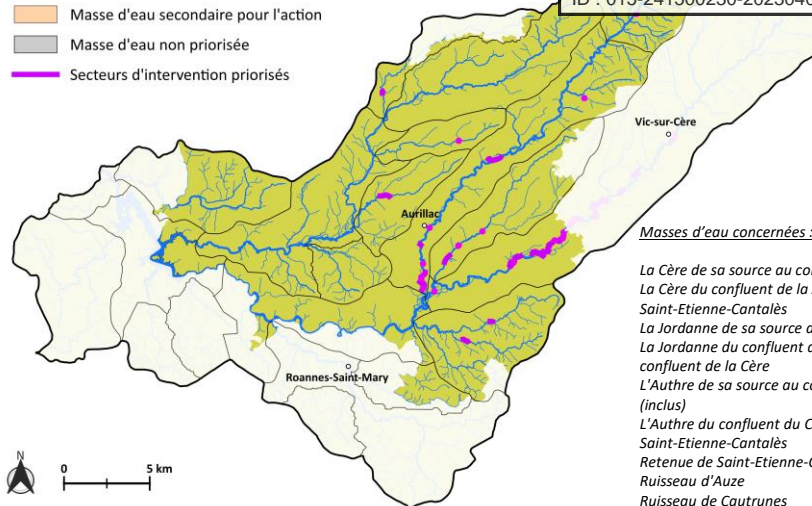 ID : 015-241500230-2023040
Masse d'eau secondaire pour l'action
Masse d'eau non priorisée
Secteurs d'intervention priorisés
Vic-sur-Cère
Aurillac
Roannes-Saint-Mary
N
0 5 km
Masses d'eau concernées :
La Cère de sa source au co
La Cère du confluent de la
Saint-Etienne-Cantalès
La Jordanne de sa source a
La Jordanne du confluent d
confluent de la Cère
L'Authre de sa source au co
(inclus)
L'Authre du confluent du C
Saint-Etienne-Cantalès
Retenue de Saint-Etienne-C
Ruisseau d'Auze
Ruisseau de Cautrunes